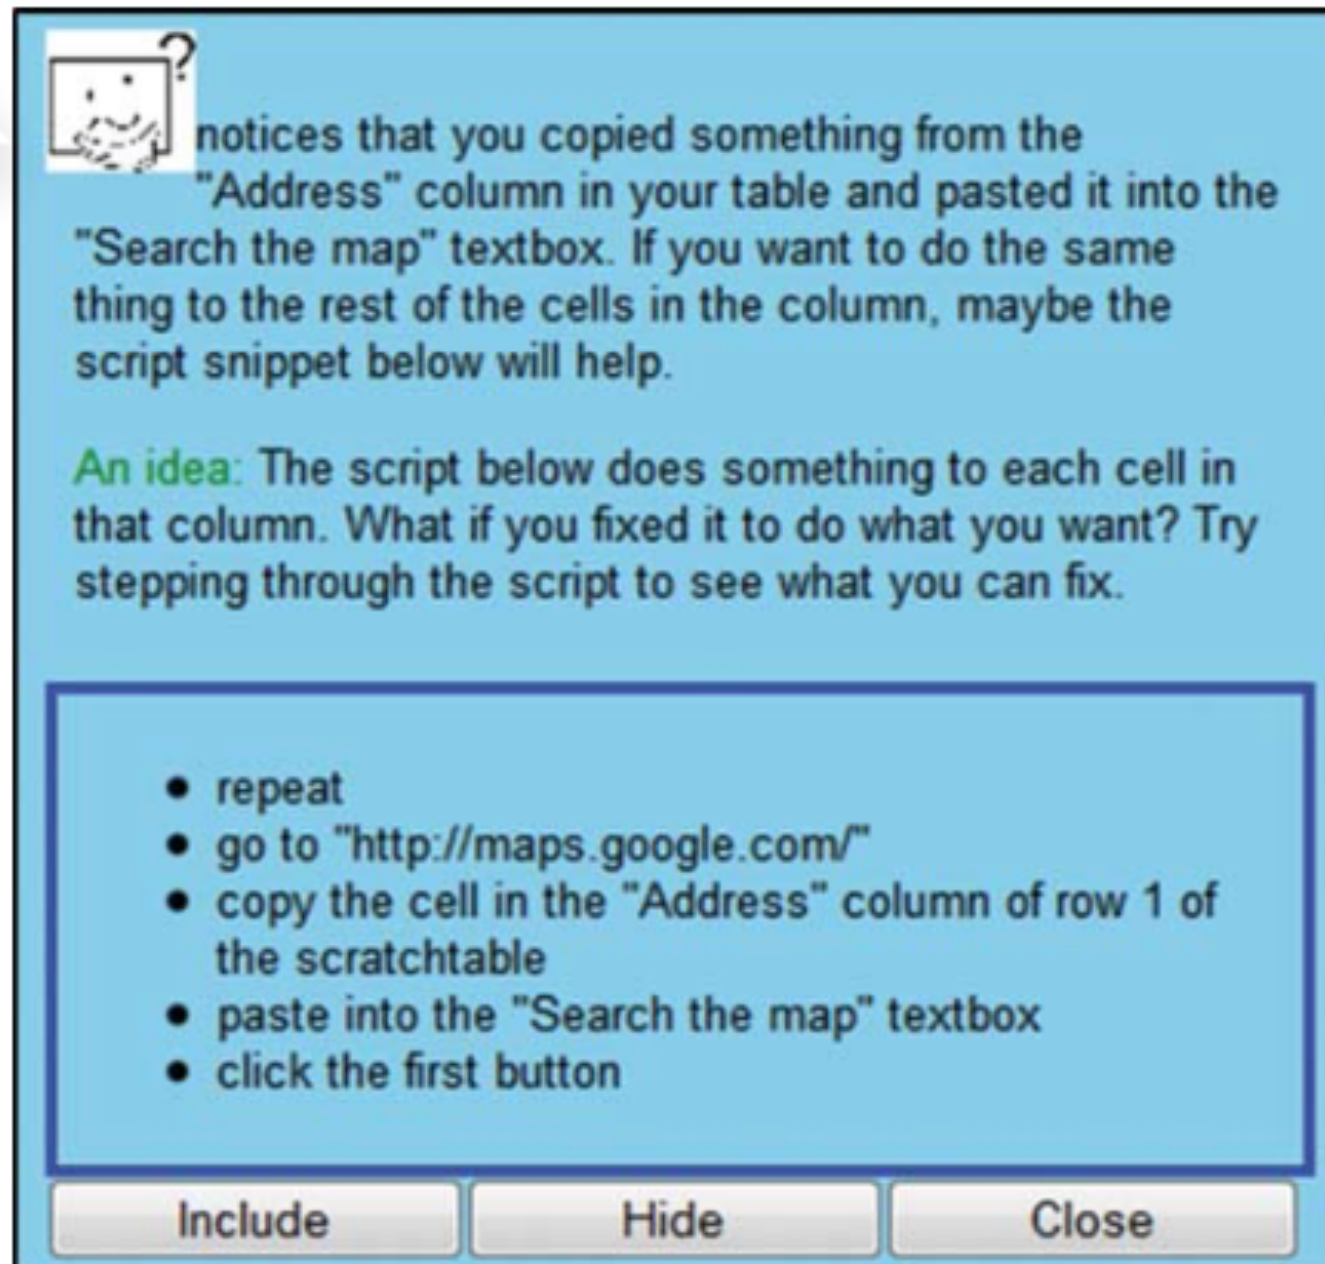 ?
notices that you copied something from the
"Address" column in your table and pasted it into the
"Search the map" textbox. If you want to do the same
thing to the rest of the cells in the column, maybe the
script snippet below will help.
An idea: The script below does something to each cell in
that column. What if you fixed it to do what you want? Try
stepping through the script to see what you can fix.
• repeat
• go to "http://maps.google.com/"
• copy the cell in the "Address" column of row 1 of
the scratchtable
• paste into the "Search the map" textbox
• click the first button
Include Hide Close